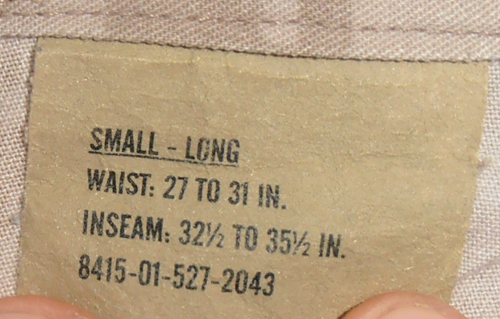 SMALL - LONG
WAIST: 27 TO 31 IN.
INSEAM: 32½ TO 35½ IN.
8415-01-527-2043